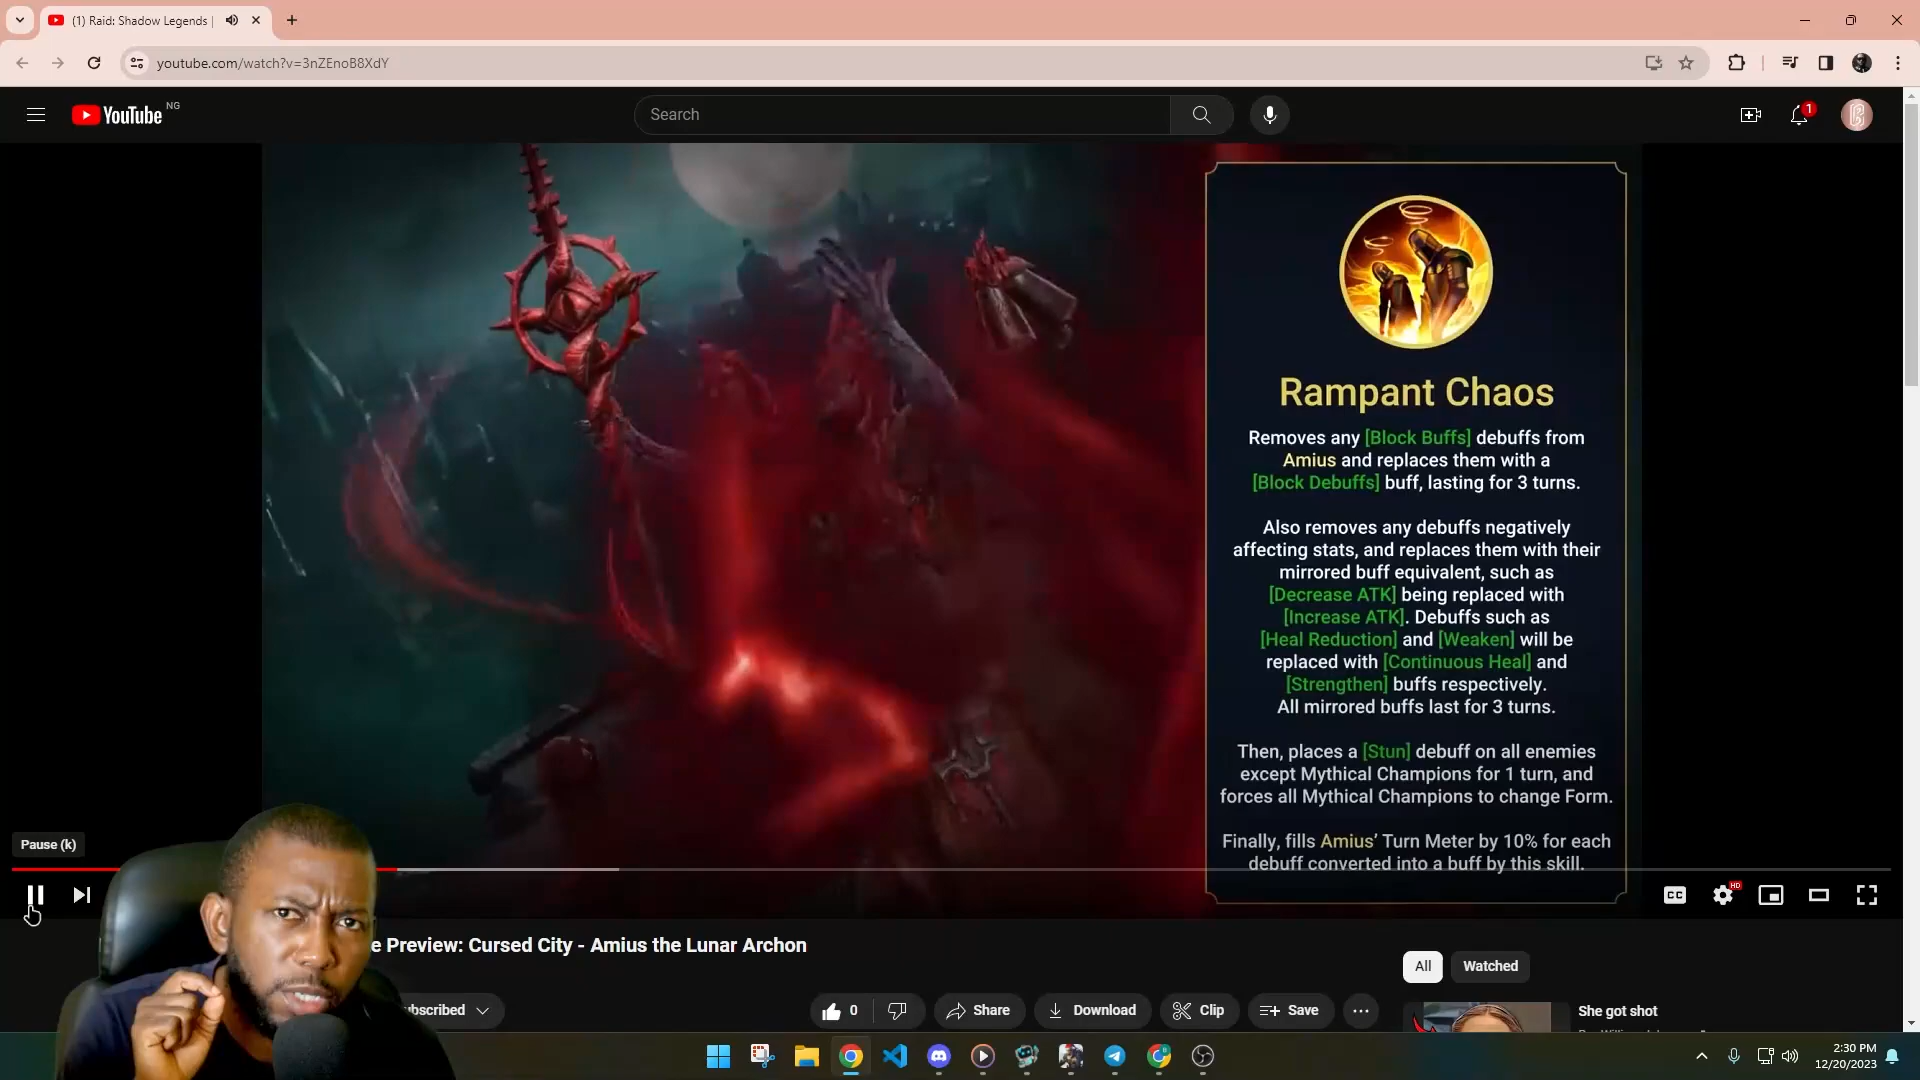 (1) Raid: Shadow Legends |
youtube.com/watch?v=3nZEnoB8XdY
YouTube
NG
Search
1
Rampant Chaos
Removes any [Block Buffs] debuffs from
Amius and replaces them with a
[Block Debuffs] buff, lasting for 3 turns.
Also removes any debuffs negatively
affecting stats, and replaces them with their
mirrored buff equivalent, such as
[Decrease ATK] being replaced with
[Increase ATK]. Debuffs such as
[Heal Reduction] and [Weaken] will be
replaced with [Continuous Heal] and
[Strengthen] buffs respectively.
All mirrored buffs last for 3 turns.
Then, places a [Stun] debuff on all enemies
except Mythical Champions for 1 turn, and
forces all Mythical Champions to change Form.
Finally, fills Amius' Turn Meter by 10% for each
debuff converted into a buff by this skill.
Pause (k)
CC
HD
e Preview: Cursed City - Amius the Lunar Archon
All
Watched
ubscribed
0
Share
Download
Clip
Save
She got shot
2:30 PM
12/20/2023